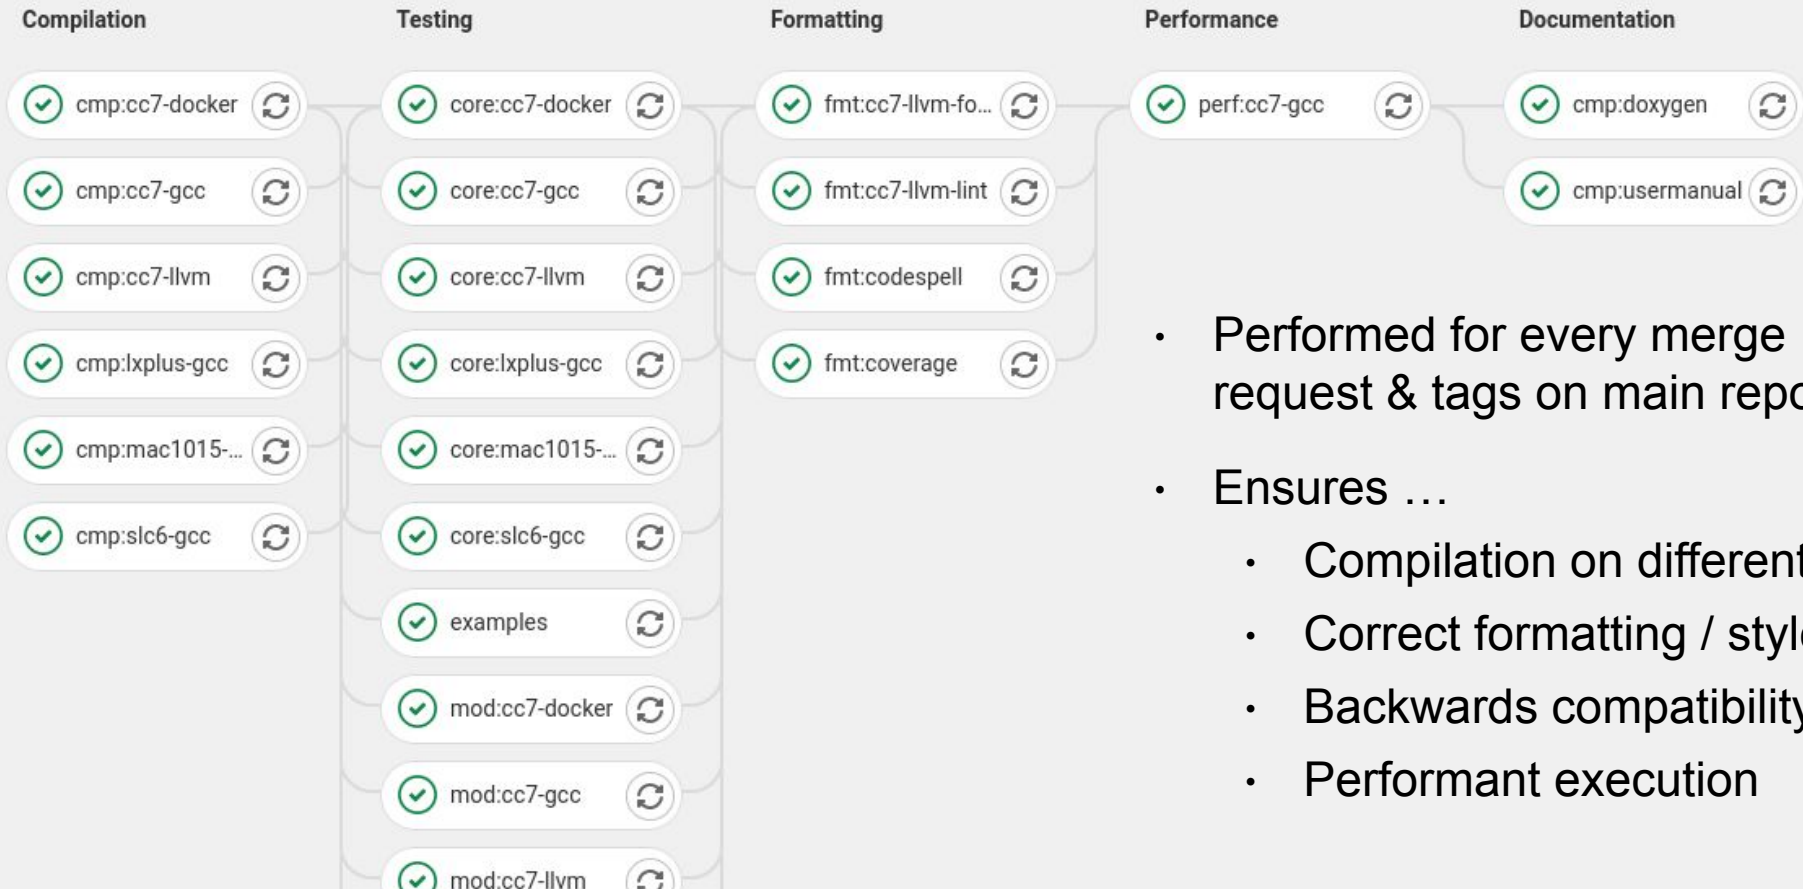 Compilation
Testing
Formatting
Performance
Documentation
cmp:cc7-docker
cmp:cc7-gcc
cmp:cc7-llvm
cmp:lxplus-gcc
cmp:mac1015-...
cmp:slc6-gcc
core:cc7-docker
core:cc7-gcc
core:cc7-llvm
core:lxplus-gcc
core:mac1015-...
core:slc6-gcc
examples
mod:cc7-docker
mod:cc7-gcc
mod:cc7-llvm
fmt:cc7-llvm-fo...
fmt:cc7-llvm-lint
fmt:codespell
fmt:coverage
perf:cc7-gcc
cmp:doxygen
cmp:usermanual
· Performed for every merge
request & tags on main repo
· Ensures …
· Compilation on different
· Correct formatting / style
· Backwards compatibility
· Performant execution